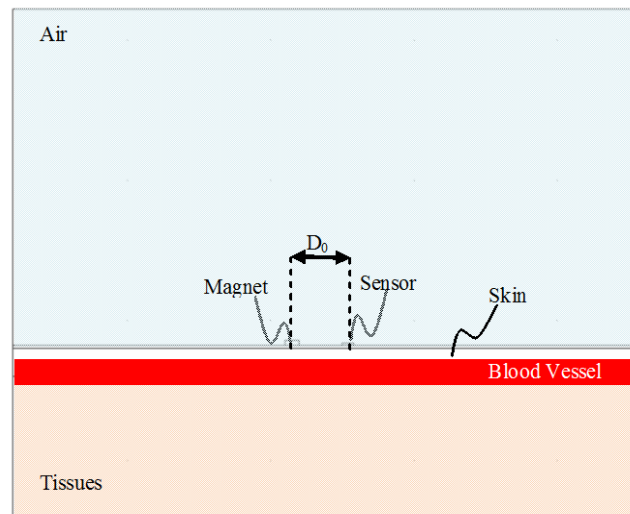 Air
D₀
Magnet
Sensor
Skin
Blood Vessel
Tissues